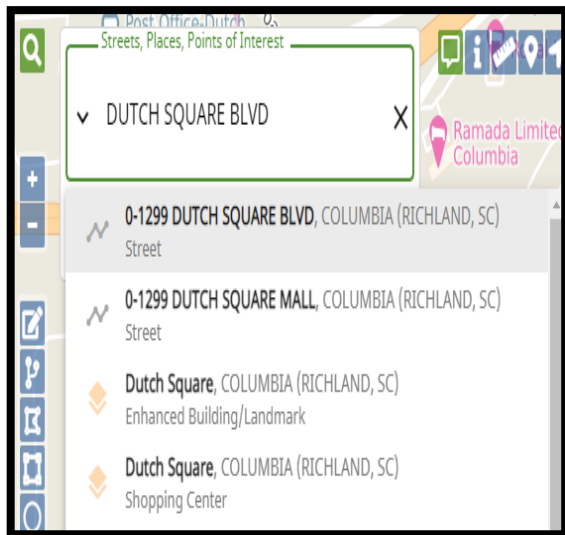 Post Office-Dutch
Streets, Places, Points of Interest
DUTCH SQUARE BLVD
Ramada Limited
Columbia
0-1299 DUTCH SQUARE BLVD, COLUMBIA (RICHLAND, SC)
Street
0-1299 DUTCH SQUARE MALL, COLUMBIA (RICHLAND, SC)
Street
Dutch Square, COLUMBIA (RICHLAND, SC)
Enhanced Building/Landmark
Dutch Square, COLUMBIA (RICHLAND, SC)
Shopping Center